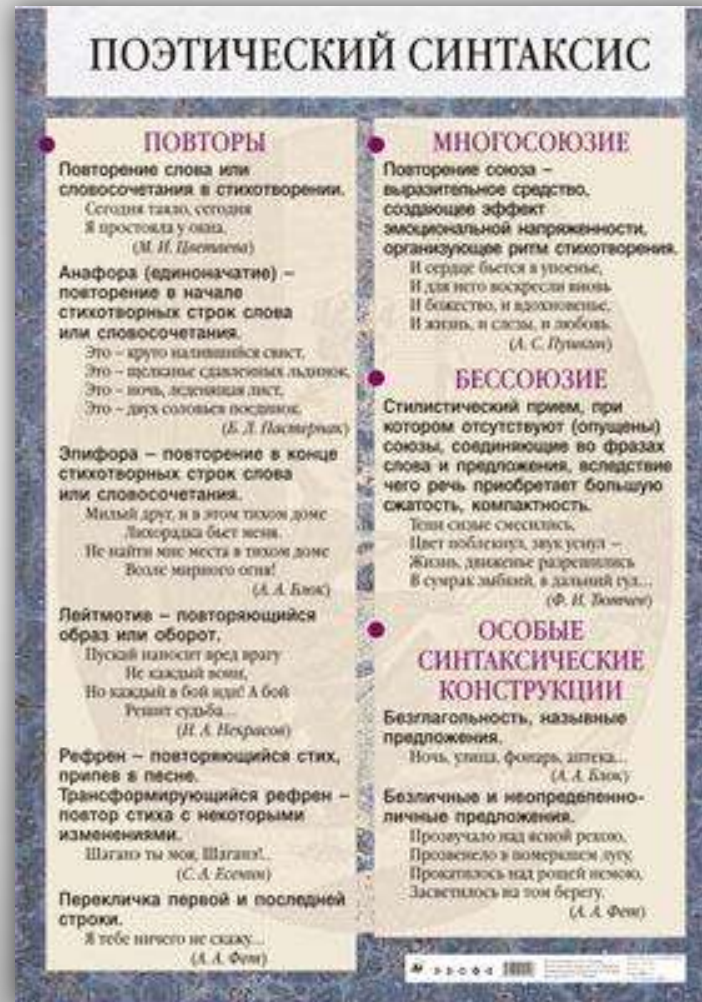 ПОЭТИЧЕСКИЙ СИНТАКСИС
ПОВТОРЫ
Повторение слова или
словосочетания в стихотворении.
Сегодня таяло, сегодня
Я простояла у окна.
(М. И. Цветаева)
Анафора (единоначатие) –
повторение в начале
стихотворных строк слова
или словосочетания.
Это – круто налившийся свист,
Это – щелканье сдавленных льдинок,
Это – ночь, леденящая лист,
Это – двух соловьев поединок.
(Б. Л. Пастернак)
Эпифора – повторение в конце
стихотворных строк слова
или словосочетания.
Милый друг, и в этом тихом доме
Лихорадка бьет меня.
Не найти мне места в тихом доме
Возле мирного огня!
(А. А. Блок)
Лейтмотив – повторяющийся
образ или оборот.
Пускай наносит вред врагу
Не каждый воин,
Но каждый в бой иди! А бой
Решит судьба...
(Н. А. Некрасов)
Рефрен – повторяющийся стих,
припев в песне.
Трансформирующийся рефрен –
повтор стиха с некоторыми
изменениями.
Шаганэ ты моя, Шаганэ!..
(С. А. Есенин)
Перекличка первой и последней
строки.
Я тебе ничего не скажу...
(А. А. Фет)
МНОГОСОЮЗИЕ
Повторение союза –
выразительное средство,
создающее эффект
эмоциональной напряженности,
организующее ритм стихотворения.
И сердце бьется в упоенье,
И для него воскресли вновь
И божество, и вдохновенье,
И жизнь, и слезы, и любовь.
(А. С. Пушкин)
БЕССОЮЗИЕ
Стилистический прием, при
котором отсутствуют (опущены)
союзы, соединяющие во фразах
слова и предложения, вследствие
чего речь приобретает большую
сжатость, компактность.
Тени сизые смесились,
Цвет поблекнул, звук уснул –
Жизнь, движенье разрешились
В сумрак зыбкий, в дальний гул...
(Ф. И. Тютчев)
ОСОБЫЕ
СИНТАКСИЧЕСКИЕ
КОНСТРУКЦИИ
Безглагольность, назывные
предложения.
Ночь, улица, фонарь, аптека...
(А. А. Блок)
Безличные и неопределенно-
личные предложения.
Прозвучало над ясной рекою,
Прозвенело в померкшем лугу,
Прокатилось над рощей немою,
Засветилось на том берегу.
(А. А. Фет)